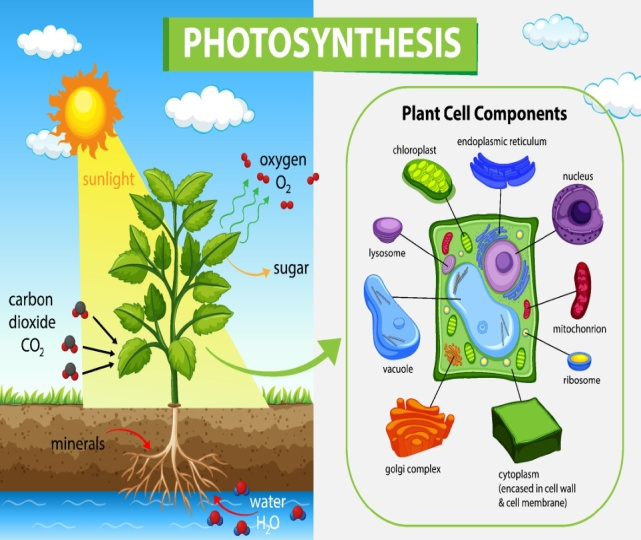 PHOTOSYNTHESIS
sunlight
oxygen
O₂
sugar
carbon
dioxide
CO₂
minerals
water
H₂O
Plant Cell Components
chloroplast
endoplasmic reticulum
nucleus
lysosome
mitochonrion
vacuole
ribosome
golgi complex
cytoplasm
(encased in cell wall
& cell membrane)